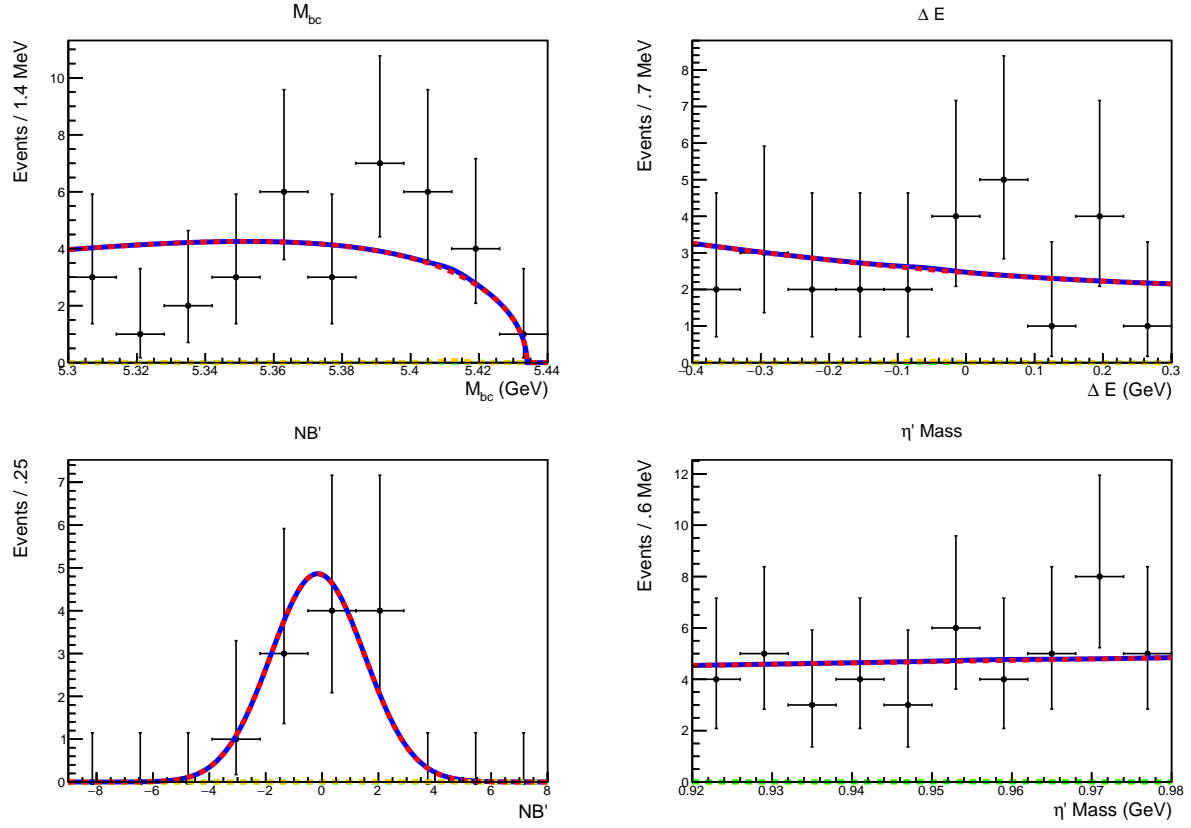 M_bc
Events / 1.4 MeV
10
8
6
4
2
0
5.3 5.32 5.34 5.36 5.38 5.4 5.42 5.44
M_bc (GeV)
Δ E
Events / .7 MeV
8
7
6
5
4
3
2
1
0
−0.4 −0.3 −0.2 −0.1 0 0.1 0.2 0.3
Δ E (GeV)
NB'
Events / .25
7
6
5
4
3
2
1
0
−8 −6 −4 −2 0 2 4 6 8
NB'
η' Mass
Events / .6 MeV
12
10
8
6
4
2
0
0.92 0.93 0.94 0.95 0.96 0.97 0.98
η' Mass (GeV)